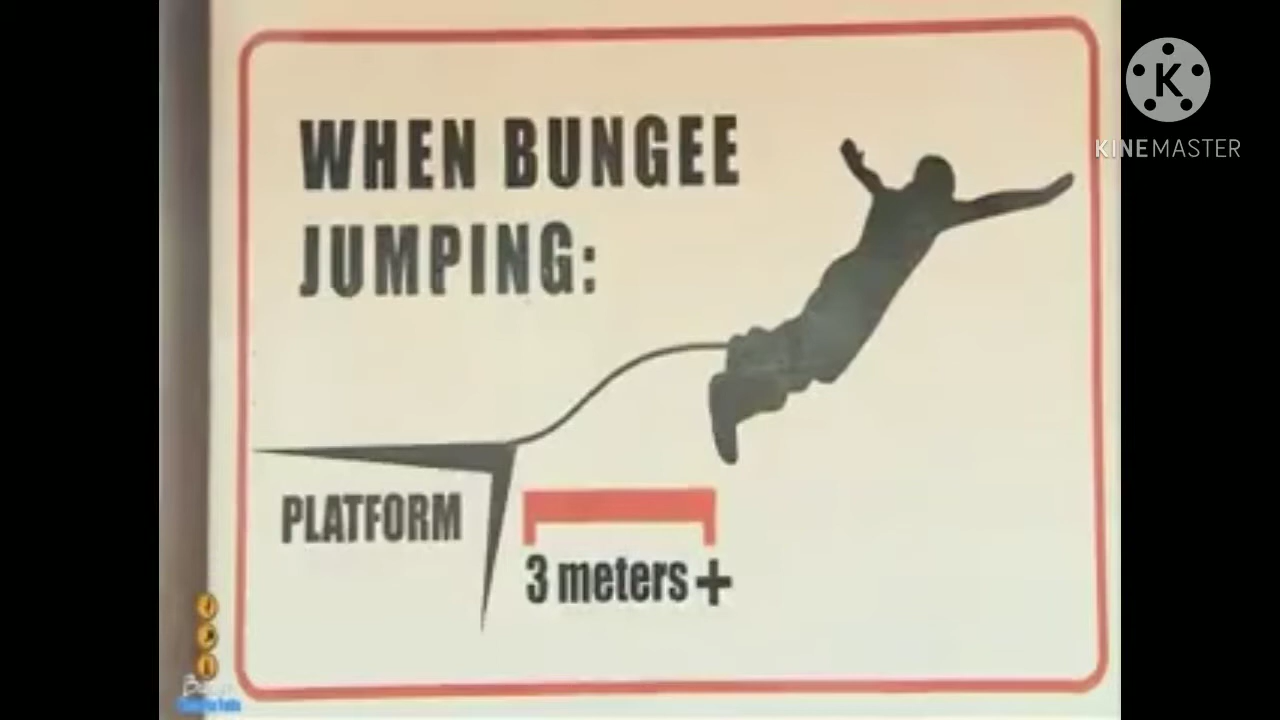 WHEN BUNGEE
JUMPING:
PLATFORM
3 meters+
K
KINEMASTER